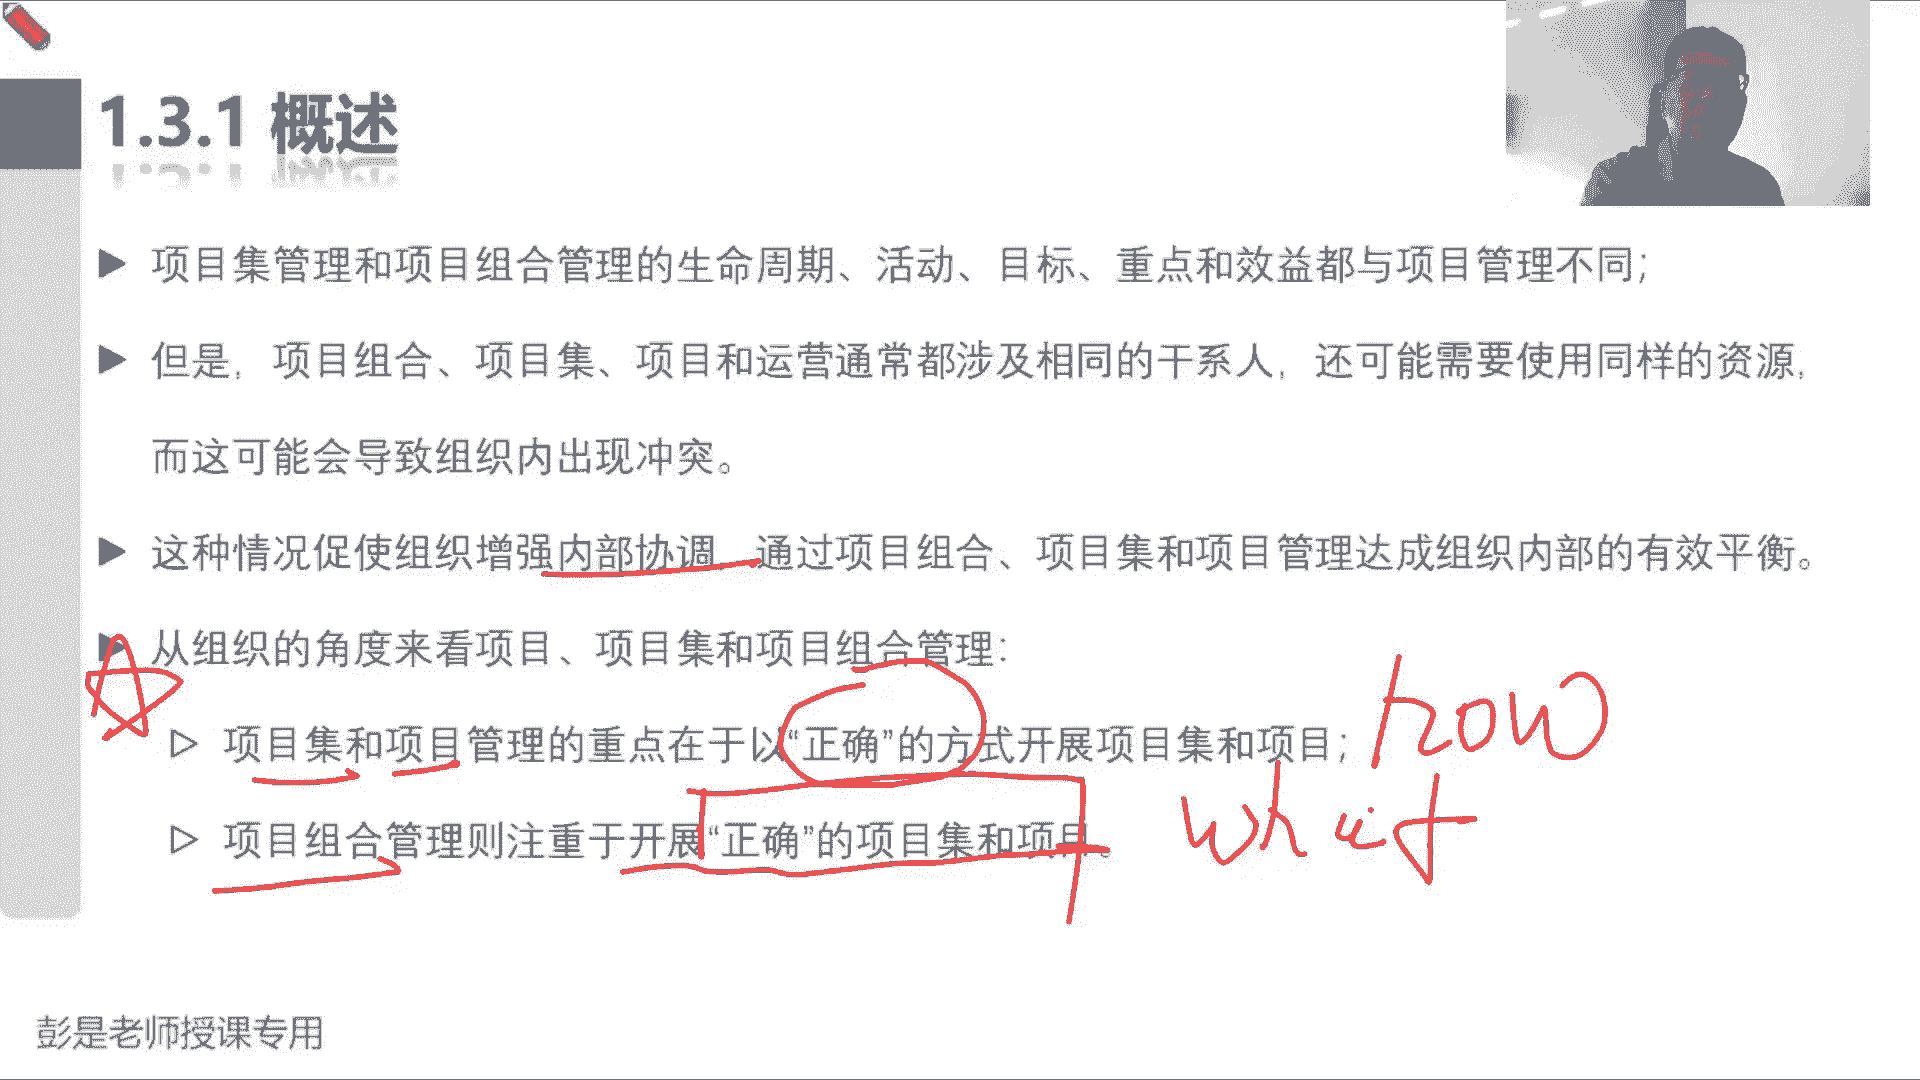 1.3.1 概述
项目集管理和项目组合管理的生命周期、活动、目标、重点和效益都与项目管理不同；
但是，项目组合、项目集、项目和运营通常都涉及相同的干系人，还可能需要使用同样的资源，
而这可能会导致组织内出现冲突。
这种情况促使组织增强内部协调，通过项目组合、项目集和项目管理达成组织内部的有效平衡。
从组织的角度来看项目、项目集和项目组合管理：
项目集和项目管理的重点在于以“正确”的方式开展项目集和项目；
how
项目组合管理则注重于开展“正确”的项目集和项目。
what
彭是老师授课专用